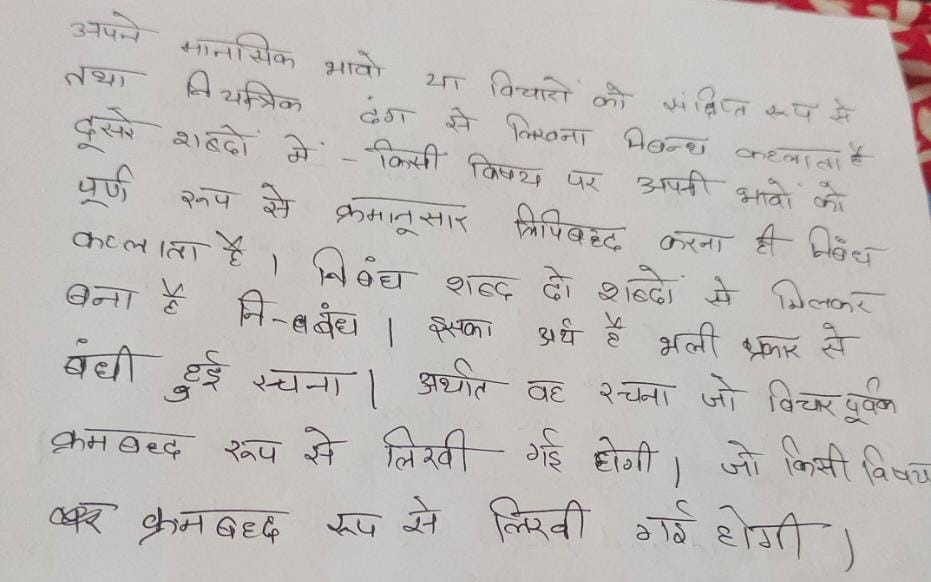 अपने मानसिक भावो या विचारों को संक्षिप्त रूप से
तथा नियन्त्रिक ढंग से लिखना निबन्ध कहलाता है
दूसरे शब्दों में - किसी विषय पर अपनी भावों को
पूर्ण रूप से क्रमानूसार लिपिबद्द करना ही निबंध
कहलाता है । निबंध शब्द दो शब्दों से मिलकर
बना है नि-बंध । इसका अर्थ है भली प्रकार से
बंधी हुई रचना । अर्थात वह रचना जो विचार पूर्वक
क्रमबद्द रूप से लिखी गई होगी । जो किसी विषय
पर क्रमबद्द रूप से लिखी गई होगी ।